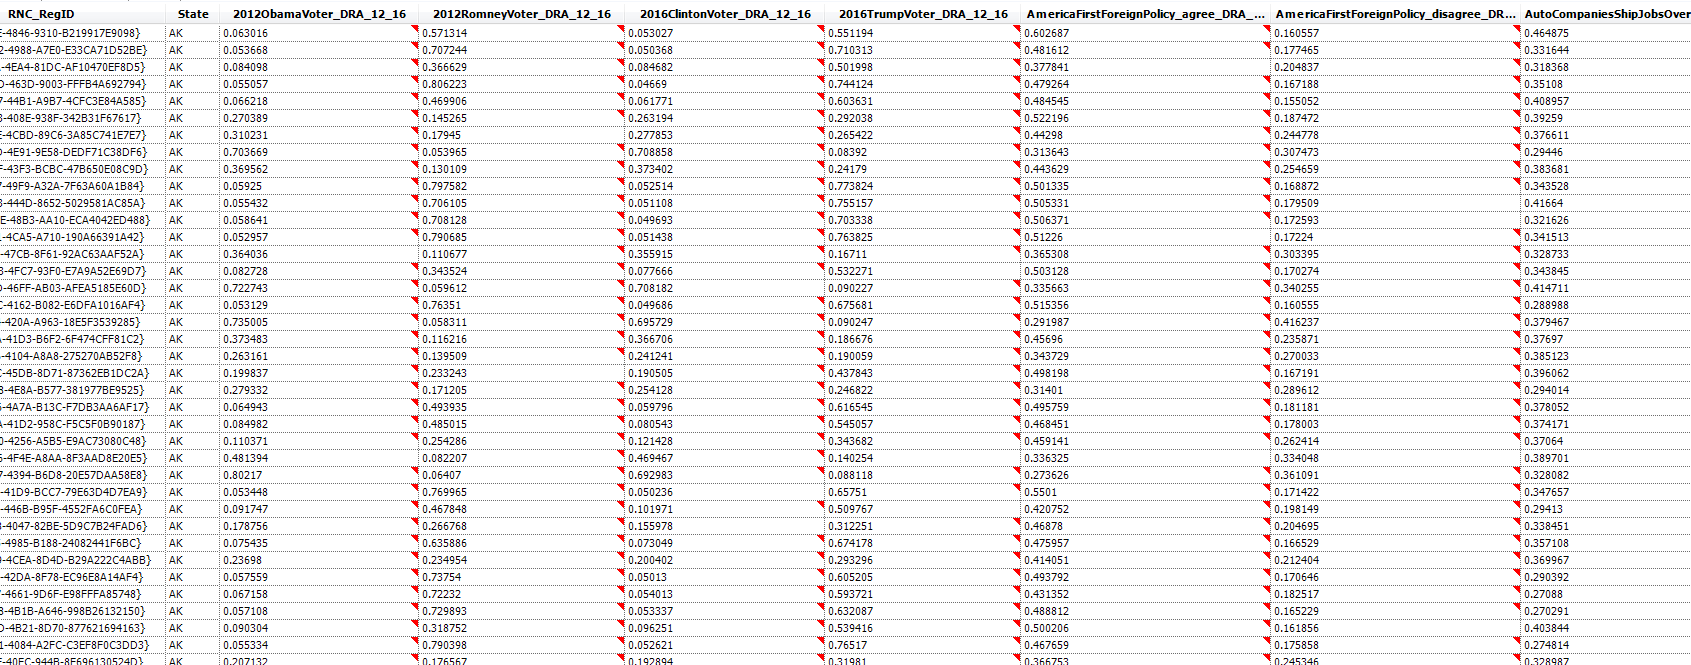 RNC_RegID State 2012ObamaVoter_DRA_12_16 2012RomneyVoter_DRA_12_16 2016ClintonVoter_DRA_12_16 2016TrumpVoter_DRA_12_16 AmericaFirstForeignPolicy_agree_DRA_... AmericaFirstForeignPolicy_disagree_DR... AutoCompaniesShipJobsOver
E-4846-9310-B219917E9098} AK 0.063016 0.571314 0.053027 0.551194 0.602687 0.160557 0.464875
2-4988-A7E0-E33CA71D52BE} AK 0.053668 0.707244 0.050368 0.710313 0.481612 0.177465 0.331644
-4EA4-81DC-AF10470EF8D5} AK 0.084098 0.366629 0.084682 0.501998 0.377841 0.204837 0.318368
D-463D-9003-FFFB4A692794} AK 0.055057 0.806223 0.04669 0.744124 0.479264 0.167188 0.35108
7-44B1-A9B7-4CFC3E84A585} AK 0.066218 0.469906 0.061771 0.603631 0.484545 0.155052 0.408957
3-408E-938F-342B31F67617} AK 0.270389 0.145265 0.263194 0.292038 0.522196 0.187472 0.39259
E-4CBD-89C6-3A85C741E7E7} AK 0.310231 0.17945 0.277853 0.265422 0.44298 0.244778 0.376611
D-4E91-9E58-DEDF71C38DF6} AK 0.703669 0.053965 0.708858 0.08392 0.313643 0.307473 0.29446
F-43F3-BCBC-47B650E08C9D} AK 0.369562 0.130109 0.373402 0.24179 0.443629 0.254659 0.383681
7-49F9-A32A-7F63A60A1B84} AK 0.05925 0.797582 0.052514 0.773824 0.501335 0.168872 0.343528
3-444D-8652-5029581AC85A} AK 0.055432 0.706105 0.051108 0.755157 0.505331 0.179509 0.41664
E-48B3-AA10-ECA4042ED488} AK 0.058641 0.708128 0.049693 0.703338 0.506371 0.172593 0.321626
-4CA5-A710-190A66391A42} AK 0.052957 0.790685 0.051438 0.763825 0.51226 0.17224 0.341513
-47CB-8F61-92AC63AAF52A} AK 0.364036 0.110677 0.355915 0.16711 0.365308 0.303395 0.328733
3-4FC7-93F0-E7A9A52E69D7} AK 0.082728 0.343524 0.077666 0.532271 0.503128 0.170274 0.343845
D-46FF-AB03-AFEA5185E60D} AK 0.722743 0.059612 0.708182 0.090227 0.335663 0.340255 0.414711
C-4162-B082-E6DFA1016AF4} AK 0.053129 0.76351 0.049686 0.675681 0.515356 0.160555 0.288988
-420A-A963-18E5F3539285} AK 0.735005 0.058311 0.695729 0.090247 0.291987 0.416237 0.379467
-41D3-B6F2-6F474CFF81C2} AK 0.373483 0.116216 0.366706 0.186676 0.45696 0.235871 0.37697
-4104-A8A8-275270AB52F8} AK 0.263161 0.139509 0.241241 0.190059 0.343729 0.270033 0.385123
C-45DB-8D71-87362EB1DC2A} AK 0.199837 0.233243 0.190505 0.437843 0.498198 0.167191 0.396062
3-4E8A-B577-381977BE9525} AK 0.279332 0.171205 0.254128 0.246822 0.31401 0.289612 0.294014
-4A7A-B13C-F7DB3AA6AF17} AK 0.064943 0.493935 0.059796 0.616545 0.495759 0.181181 0.378052
-41D2-958C-F5C5F0B90187} AK 0.084982 0.485015 0.080543 0.545057 0.468451 0.178003 0.374171
0-4256-A5B5-E9AC73080C48} AK 0.110371 0.254286 0.121428 0.343682 0.459141 0.262414 0.37064
-4F4E-A8AA-8F3AAD8E20E5} AK 0.481394 0.082207 0.469467 0.140254 0.336325 0.334048 0.389701
7-4394-B6D8-20E57DAA58E8} AK 0.80217 0.06407 0.692983 0.088118 0.273626 0.361091 0.328082
-41D9-BCC7-79E63D4D7EA9} AK 0.053448 0.769965 0.050236 0.65751 0.5501 0.171422 0.347657
-446B-B95F-4552FA6C0FEA} AK 0.091747 0.467848 0.101971 0.509767 0.420752 0.198149 0.29413
3-4047-82BE-5D9C7B24FAD6} AK 0.178756 0.266768 0.155978 0.312251 0.46878 0.204695 0.338451
-4985-B188-24082441F6BC} AK 0.075435 0.635886 0.073049 0.674178 0.475957 0.166529 0.357108
-4CEA-8D4D-B29A222C4ABB} AK 0.23698 0.234954 0.200402 0.293296 0.414051 0.212404 0.369967
-42DA-8F78-EC96E8A14AF4} AK 0.057559 0.73754 0.05013 0.605205 0.493792 0.170646 0.290392
-4661-9D6F-E98FFFA85748} AK 0.067158 0.72232 0.054013 0.593721 0.431352 0.182517 0.27088
3-4B1B-A646-998B26132150} AK 0.057108 0.729893 0.053337 0.632087 0.488812 0.165229 0.270291
D-4B21-8D70-877621694163} AK 0.090304 0.318752 0.096251 0.539416 0.500206 0.161856 0.403844
1-4084-A2FC-C3EF8F0C3DD3} AK 0.055334 0.790398 0.052621 0.76517 0.467659 0.175858 0.274814
F-40FC-944B-8F696130524D} AK 0.207132 0.176567 0.192894 0.31981 0.366753 0.245346 0.328987